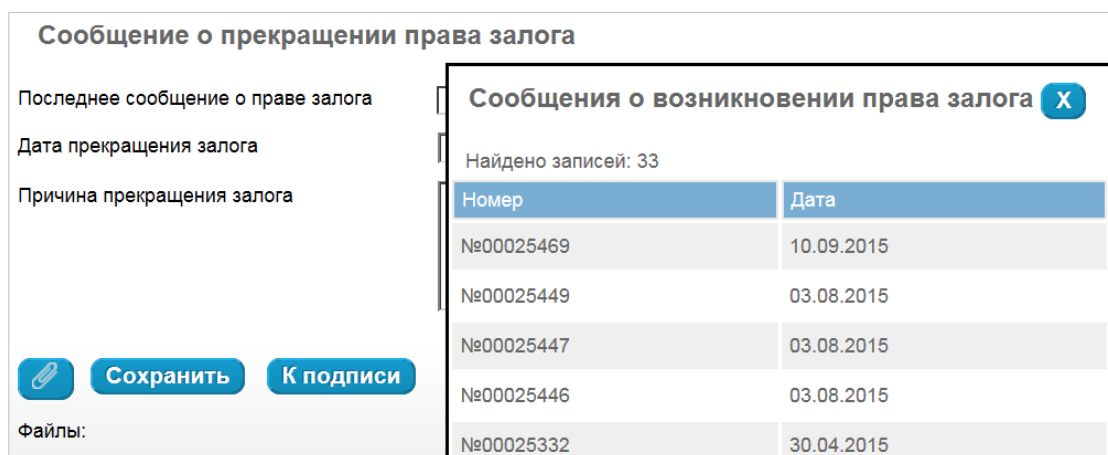 Сообщение о прекращении права залога
Последнее сообщение о праве залога
Дата прекращения залога
Причина прекращения залога
Сохранить
К подписи
Файлы:
Сообщения о возникновении права залога
X
Найдено записей: 33
Номер Дата
№00025469 10.09.2015
№00025449 03.08.2015
№00025447 03.08.2015
№00025446 03.08.2015
№00025332 30.04.2015